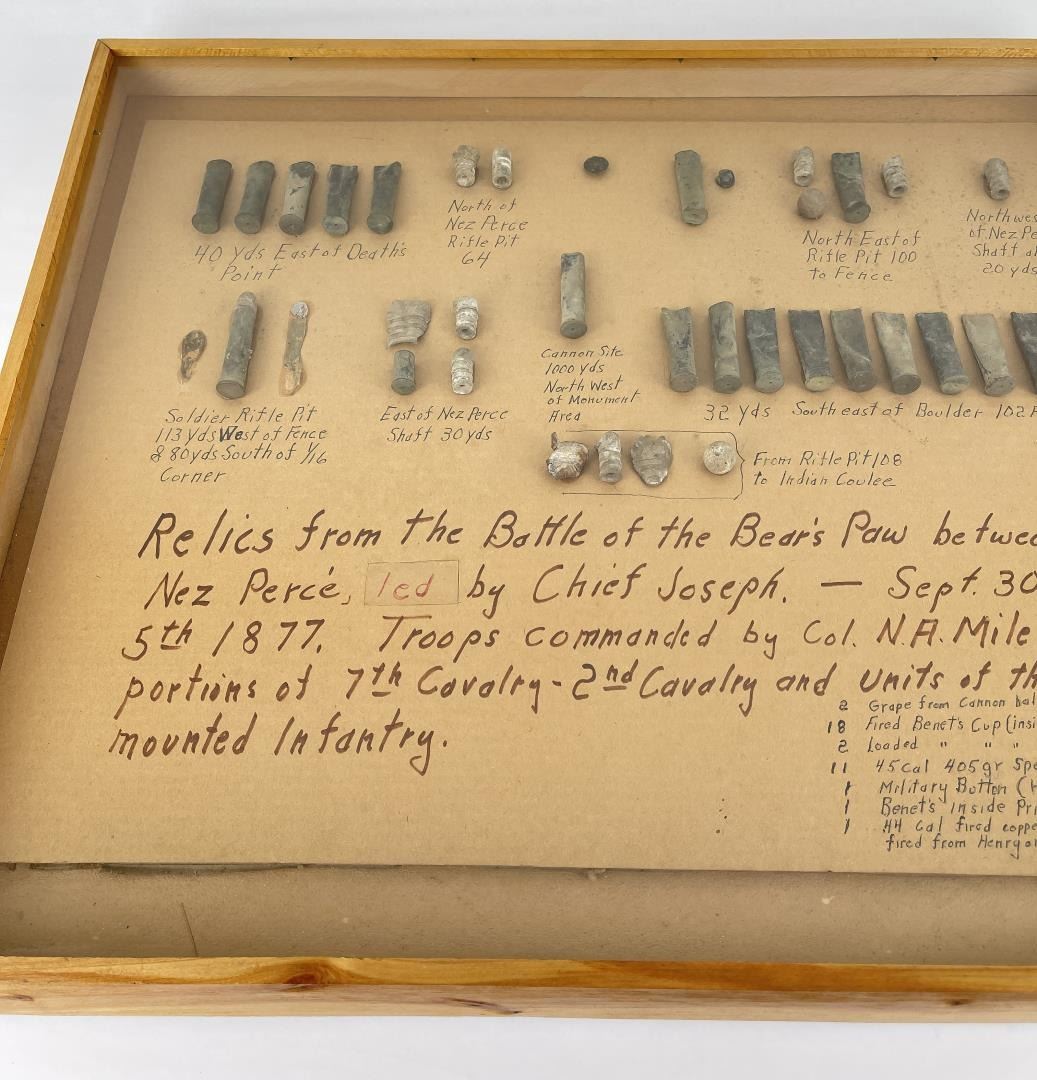 40 yds East of Death's
Point
North of
Nez Perce
Rifle Pit
64
North East of
Rifle Pit 100
to Fence
Northwes
of Nez Pe
Shaft a
20 yds
Soldier Rifle Pit
113 yds West of Fence
& 80 yds South of 1/16
Corner
East of Nez Perce
Shaft 30 yds
Cannon Site
1000 yds
North West
of Monument
Area
32 yds Southeast of Boulder 102
From Rifle Pit 108
to Indian Coulee
Relics from the Battle of the Bear's Paw betwe
Nez Percé, led by Chief Joseph. — Sept. 30
5th 1877. Troops commanded by Col. N.A. Mile
portions of 7th Cavalry - 2nd Cavalry and units of th
mounted Infantry.
2 Grape from Cannon bal
18 Fired Benet's Cup (insi
2 Loaded " " "
11 45 Cal 405 gr Spe
1 Military Button (
1 Benet's inside Pri
1 44 Cal fired coppe
fired from Henry or